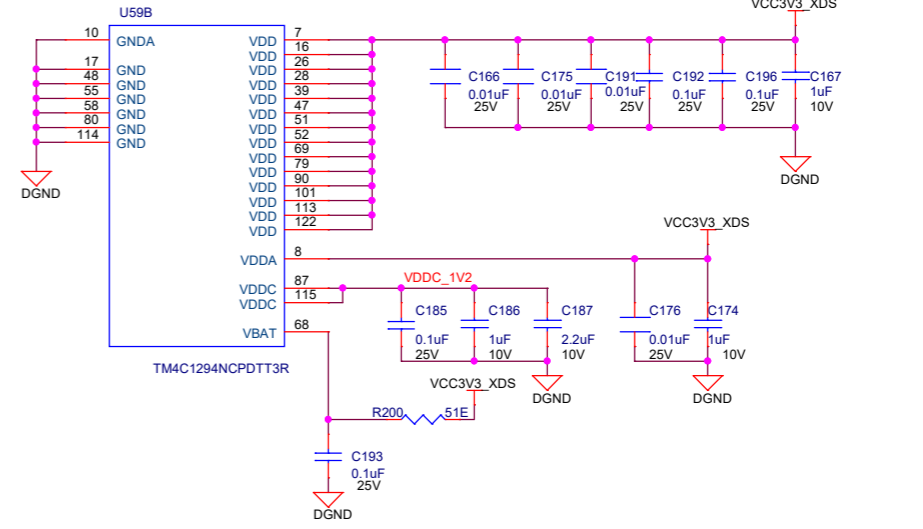 U59B
VCC3V3_XDS
10 GNDA VDD 7
VDD 16
17 GND VDD 26
48 GND VDD 28
55 GND VDD 39
58 GND VDD 47
80 GND VDD 51
114 GND VDD 52
VDD 69
VDD 79
VDD 90
VDD 101
VDD 113
VDD 122
C166 C175 C191 C192 C196 C167
0.01uF 0.01uF 0.01uF 0.1uF 0.1uF 1uF
25V 25V 25V 25V 25V 10V
DGND
DGND
VCC3V3_XDS
VDDA 8
VDDC_1V2
VDDC 87
VDDC 115
VBAT 68
C185 C186 C187 C176 C174
0.1uF 1uF 2.2uF 0.01uF 1uF
25V 10V 10V 25V 10V
TM4C1294NCPDTT3R
VCC3V3_XDS
DGND
DGND
R200 51E
C193
0.1uF
25V
DGND